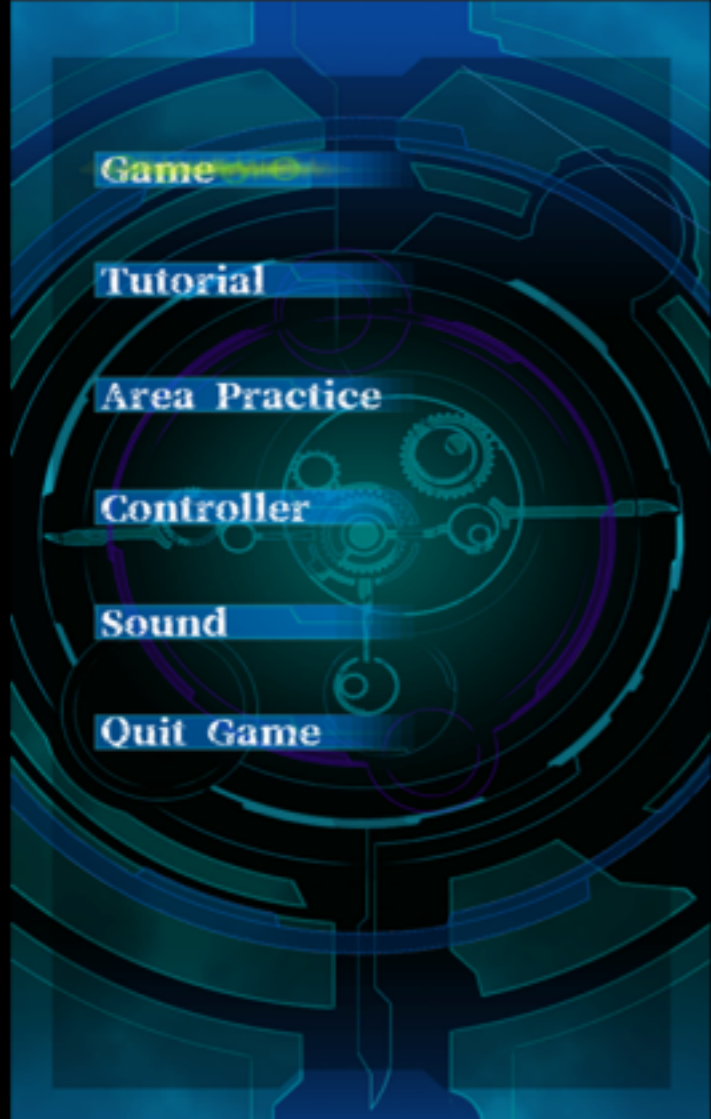 Game
Tutorial
Area Practice
Controller
Sound
Quit Game